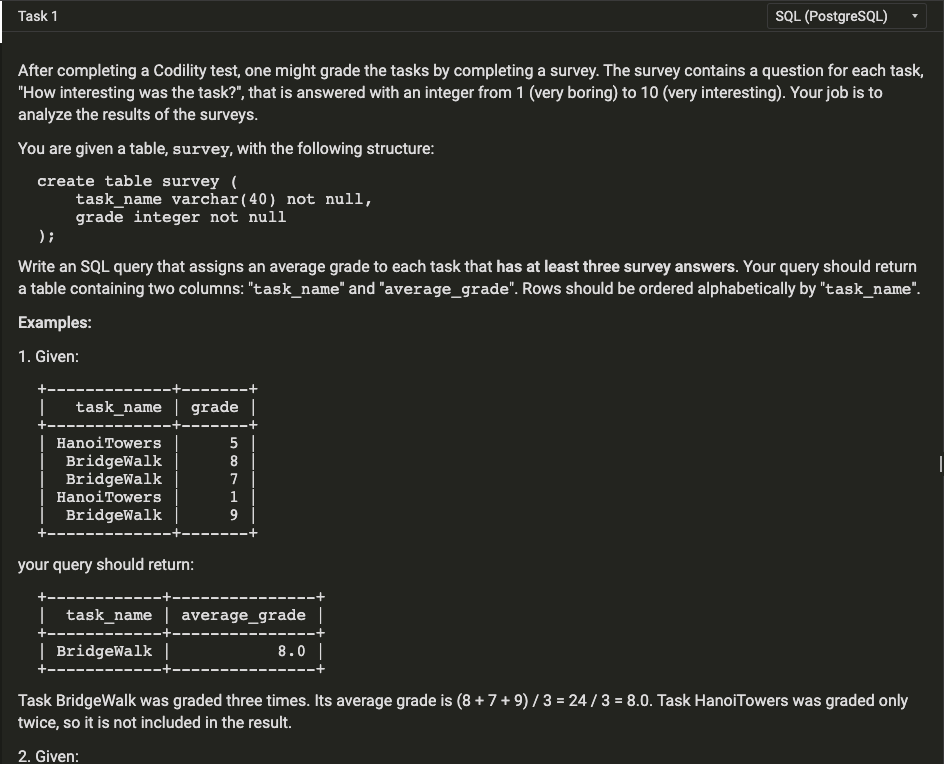 Task 1
SQL (PostgreSQL)
After completing a Codility test, one might grade the tasks by completing a survey. The survey contains a question for each task,
"How interesting was the task?", that is answered with an integer from 1 (very boring) to 10 (very interesting). Your job is to
analyze the results of the surveys.
You are given a table, survey, with the following structure:
create table survey (
    task_name varchar(40) not null,
    grade integer not null
);
Write an SQL query that assigns an average grade to each task that has at least three survey answers. Your query should return
a table containing two columns: "task_name" and "average_grade". Rows should be ordered alphabetically by "task_name".
Examples:
1. Given:
+-------------+-------+
|   task_name | grade |
+-------------+-------+
| HanoiTowers |     5 |
|  BridgeWalk |     8 |
|  BridgeWalk |     7 |
| HanoiTowers |     1 |
|  BridgeWalk |     9 |
+-------------+-------+
your query should return:
+------------+---------------+
|  task_name | average_grade |
+------------+---------------+
| BridgeWalk |           8.0 |
+------------+---------------+
Task BridgeWalk was graded three times. Its average grade is (8 + 7 + 9) / 3 = 24 / 3 = 8.0. Task HanoiTowers was graded only
twice, so it is not included in the result.
2. Given: